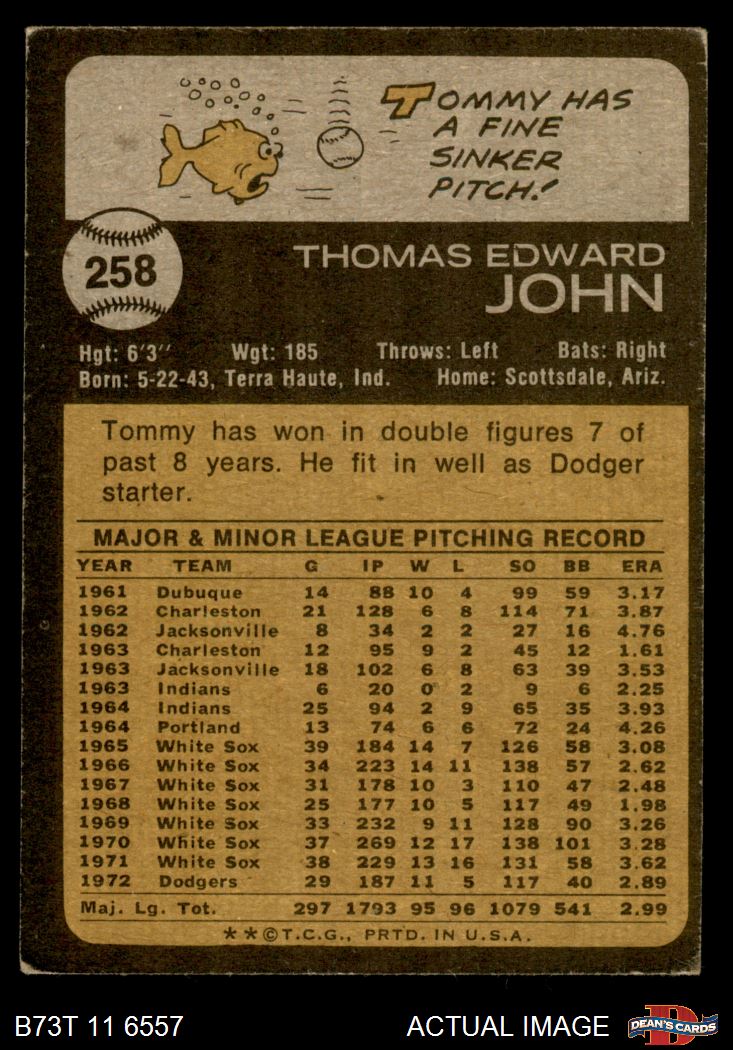 TOMMY HAS
A FINE
SINKER
PITCH!
258
THOMAS EDWARD
JOHN
Hgt: 6'3" Wgt: 185 Throws: Left Bats: Right
Born: 5-22-43, Terra Haute, Ind. Home: Scottsdale, Ariz.
Tommy has won in double figures 7 of
past 8 years. He fit in well as Dodger
starter.
MAJOR & MINOR LEAGUE PITCHING RECORD
YEAR TEAM G IP W L SO BB ERA
1961 Dubuque 14 88 10 4 99 59 3.17
1962 Charleston 21 128 6 8 114 71 3.87
1962 Jacksonville 8 34 2 2 27 16 4.76
1963 Charleston 12 95 9 2 45 12 1.61
1963 Jacksonville 18 102 6 8 63 39 3.53
1963 Indians 6 20 0 2 9 6 2.25
1964 Indians 25 94 2 9 65 35 3.93
1964 Portland 13 74 6 6 72 24 4.26
1965 White Sox 39 184 14 7 126 58 3.08
1966 White Sox 34 223 14 11 138 57 2.62
1967 White Sox 31 178 10 3 110 47 2.48
1968 White Sox 25 177 10 5 117 49 1.98
1969 White Sox 33 232 9 11 128 90 3.26
1970 White Sox 37 269 12 17 138 101 3.28
1971 White Sox 38 229 13 16 131 58 3.62
1972 Dodgers 29 187 11 5 117 40 2.89
Maj. Lg. Tot. 297 1793 95 96 1079 541 2.99
**©T.C.G., PRTD. IN U.S.A.
B73T 11 6557 ACTUAL IMAGE DEAN'S CARDS